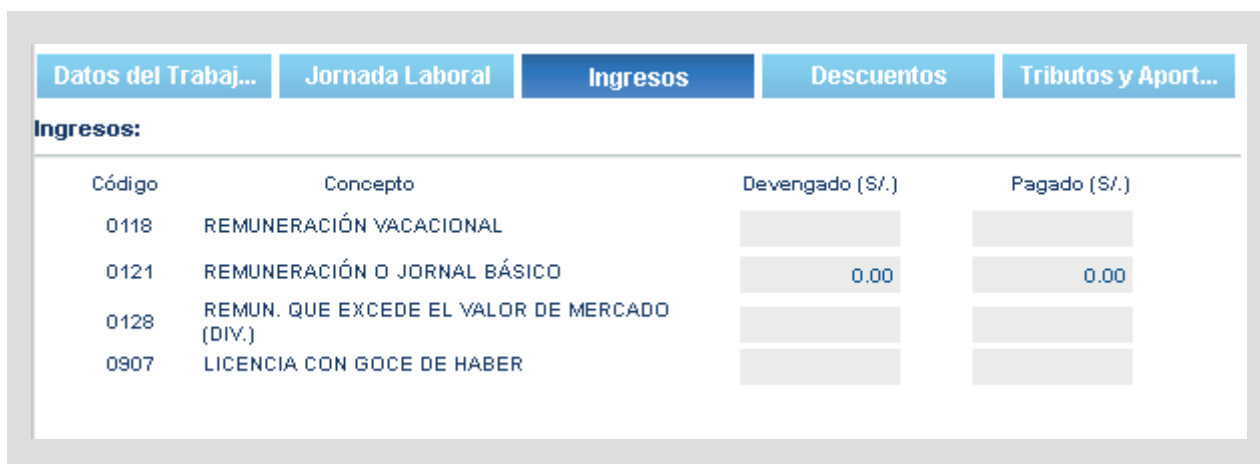 Datos del Trabaj... Jornada Laboral Ingresos Descuentos Tributos y Aport...
Ingresos:
Código Concepto Devengado (S/.) Pagado (S/.)
0118 REMUNERACIÓN VACACIONAL
0121 REMUNERACIÓN O JORNAL BÁSICO 0.00 0.00
0128 REMUN. QUE EXCEDE EL VALOR DE MERCADO
(DIV.)
0907 LICENCIA CON GOCE DE HABER